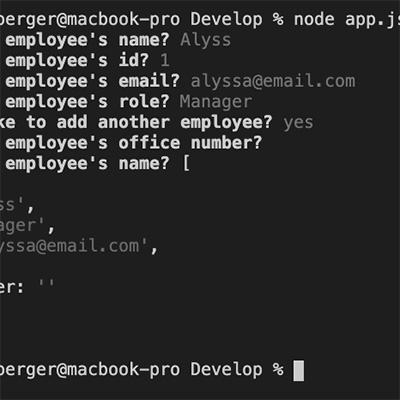 berger@macbook-pro Develop % node app.js
employee's name? Alyss
employee's id? 1
employee's email? alyssa@email.com
employee's role? Manager
ke to add another employee? yes
employee's office number?
employee's name? [
ss',
ager',
yssa@email.com',
er: ''
berger@macbook-pro Develop %